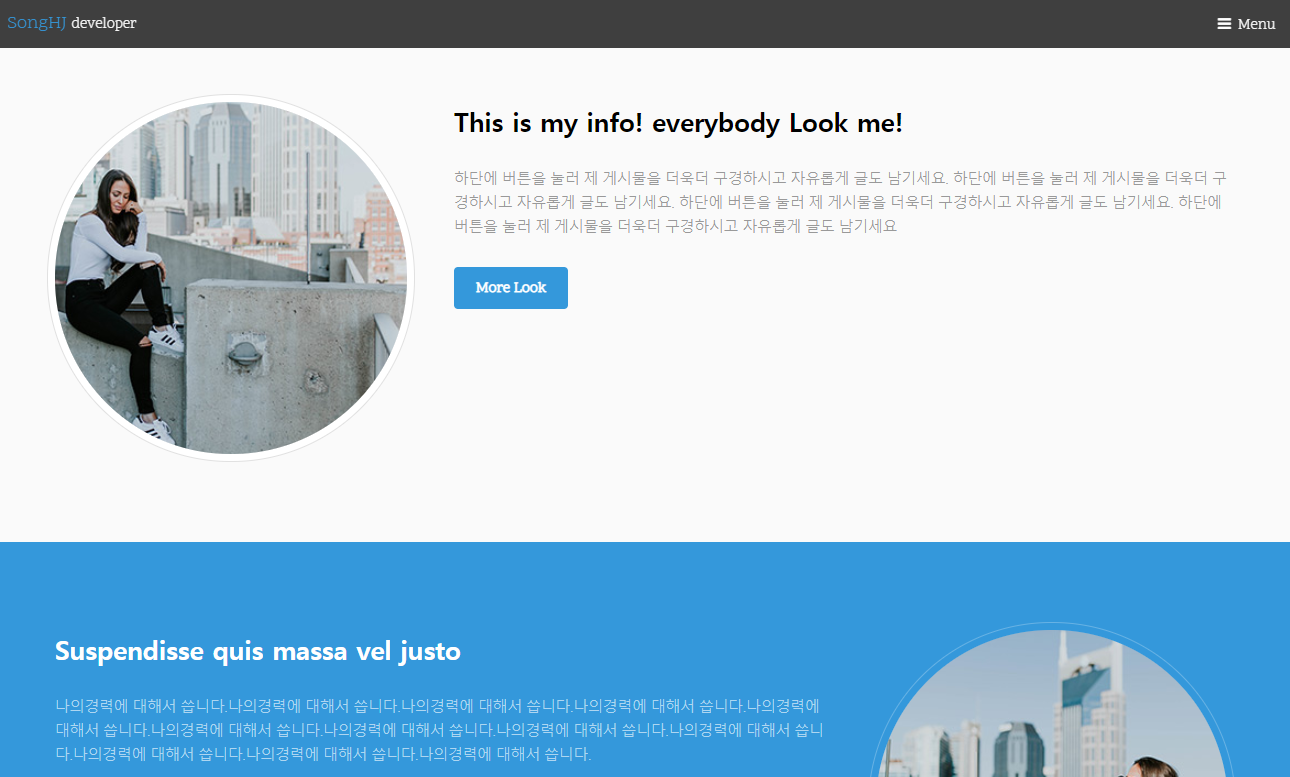 SongHJ developer
Menu
This is my info! everybody Look me!
하단에 버튼을 눌러 제 게시물을 더욱더 구경하시고 자유롭게 글도 남기세요. 하단에 버튼을 눌러 제 게시물을 더욱더 구
경하시고 자유롭게 글도 남기세요. 하단에 버튼을 눌러 제 게시물을 더욱더 구경하시고 자유롭게 글도 남기세요. 하단에
버튼을 눌러 제 게시물을 더욱더 구경하시고 자유롭게 글도 남기세요
More Look
Suspendisse quis massa vel justo
나의경력에 대해서 씁니다.나의경력에 대해서 씁니다.나의경력에 대해서 씁니다.나의경력에 대해서 씁니다.나의경력에
대해서 씁니다.나의경력에 대해서 씁니다.나의경력에 대해서 씁니다.나의경력에 대해서 씁니다.나의경력에 대해서 씁니
다.나의경력에 대해서 씁니다.나의경력에 대해서 씁니다.나의경력에 대해서 씁니다.